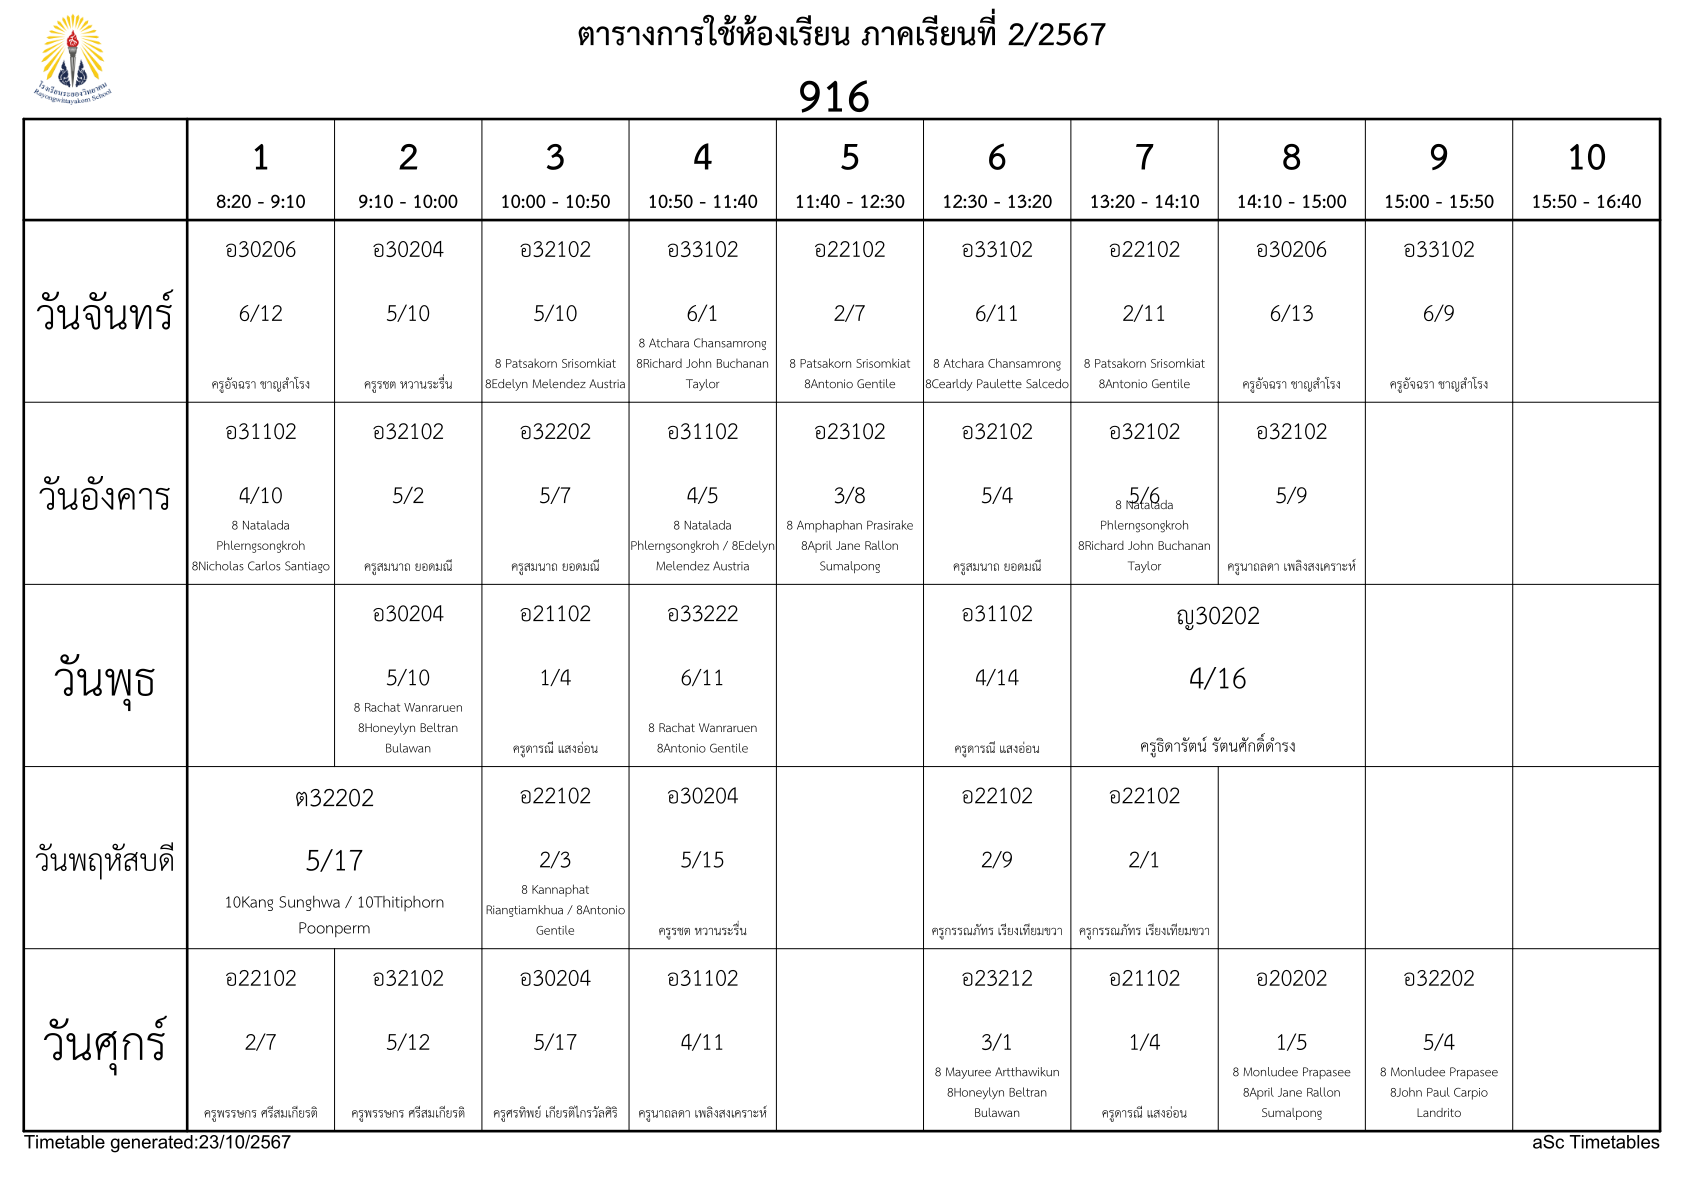 ตารางการใช้ห้องเรียน ภาคเรียนที่ 2/2567
โรงเรียนระยองวิทยาคม
Rayongwittayakom School
916
1 2 3 4 5 6 7 8 9 10
8:20 - 9:10 9:10 - 10:00 10:00 - 10:50 10:50 - 11:40 11:40 - 12:30 12:30 - 13:20 13:20 - 14:10 14:10 - 15:00 15:00 - 15:50 15:50 - 16:40
วันจันทร์
อ30206 อ30204 อ32102 อ33102 อ22102 อ33102 อ22102 อ30206 อ33102
6/12 5/10 5/10 6/1 2/7 6/11 2/11 6/13 6/9
8 Atchara Chansamrong
8 Patsakorn Srisomkiat 8Richard John Buchanan 8 Patsakorn Srisomkiat 8 Atchara Chansamrong 8 Patsakorn Srisomkiat
ครูอัจฉรา ชาญสำโรง ครูรชต หวานระรื่น 8Edelyn Melendez Austria Taylor 8Antonio Gentile 8Cearldy Paulette Salcedo 8Antonio Gentile ครูอัจฉรา ชาญสำโรง ครูอัจฉรา ชาญสำโรง
วันอังคาร
อ31102 อ32102 อ32202 อ31102 อ23102 อ32102 อ32102 อ32102
4/10 5/2 5/7 4/5 3/8 5/4 5/6 5/9
8 Natalada
8 Natalada 8 Natalada 8 Amphaphan Prasirake Phlerngsongkroh
Phlerngsongkroh Phlerngsongkroh / 8Edelyn 8April Jane Rallon 8Richard John Buchanan
8Nicholas Carlos Santiago ครูสมนาถ ยอดมณี ครูสมนาถ ยอดมณี Melendez Austria Sumalpong ครูสมนาถ ยอดมณี Taylor ครูนาถลดา เพลิงสงเคราะห์
วันพุธ
อ30204 อ21102 อ33222 อ31102 ญ30202
5/10 1/4 6/11 4/14 4/16
8 Rachat Wanraruen
8Honeylyn Beltran 8 Rachat Wanraruen
Bulawan ครูดารณี แสงอ่อน 8Antonio Gentile ครูดารณี แสงอ่อน ครูธิดารัตน์ รัตนศักดิ์ดำรง
วันพฤหัสบดี
ต32202 อ22102 อ30204 อ22102 อ22102
5/17 2/3 5/15 2/9 2/1
8 Kannaphat
10Kang Sunghwa / 10Thitiphorn Riangtiamkhua / 8Antonio
Poonperm Gentile ครูรชต หวานระรื่น ครูกรรณภัทร เรียงเทียมขวา ครูกรรณภัทร เรียงเทียมขวา
วันศุกร์
อ22102 อ32102 อ30204 อ31102 อ23212 อ21102 อ20202 อ32202
2/7 5/12 5/17 4/11 3/1 1/4 1/5 5/4
8 Mayuree Artthawikun 8 Monludee Prapasee 8 Monludee Prapasee
8Honeylyn Beltran 8April Jane Rallon 8John Paul Carpio
ครูพรรษกร ศรีสมเกียรติ ครูพรรษกร ศรีสมเกียรติ ครูศรทิพย์ เกียรติไกรวัลศิริ ครูนาถลดา เพลิงสงเคราะห์ Bulawan ครูดารณี แสงอ่อน Sumalpong Landrito
Timetable generated:23/10/2567 aSc Timetables